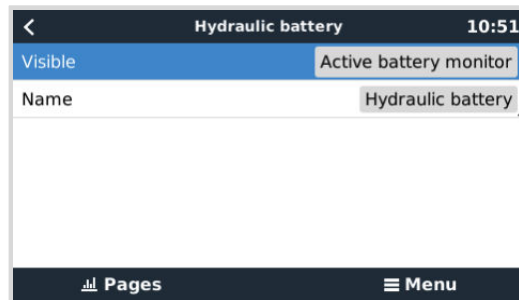 Hydraulic battery 10:51
Visible Active battery monitor
Name Hydraulic battery
Pages Menu